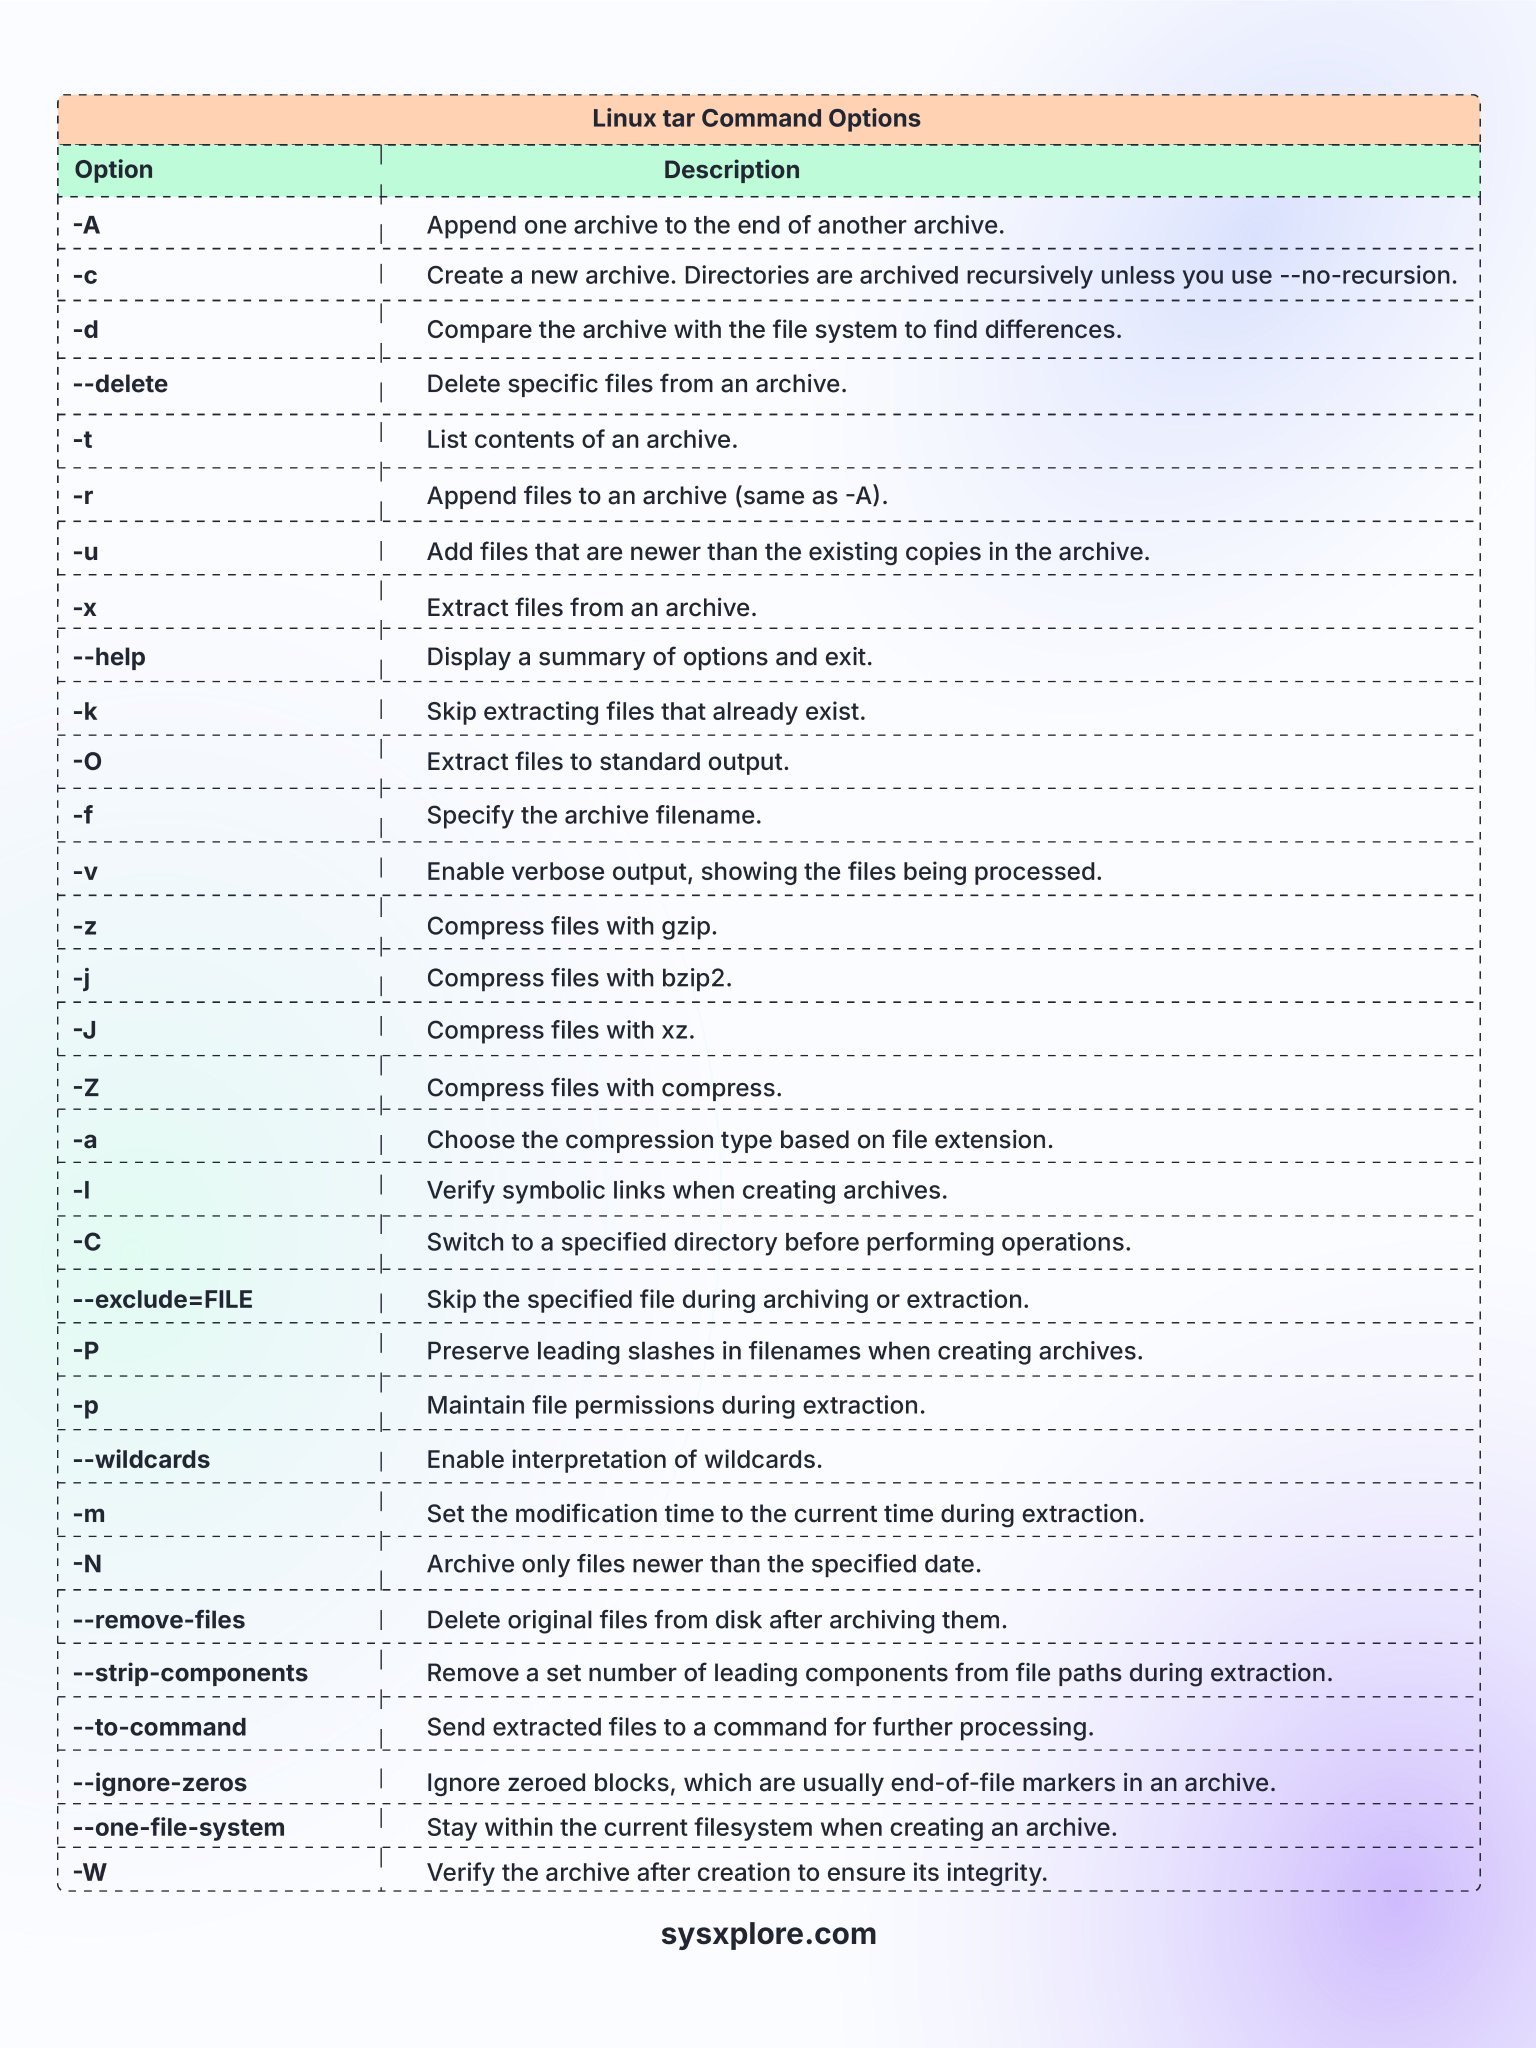 Linux tar Command Options
Option Description
-A Append one archive to the end of another archive.
-c Create a new archive. Directories are archived recursively unless you use --no-recursion.
-d Compare the archive with the file system to find differences.
--delete Delete specific files from an archive.
-t List contents of an archive.
-r Append files to an archive (same as -A).
-u Add files that are newer than the existing copies in the archive.
-x Extract files from an archive.
--help Display a summary of options and exit.
-k Skip extracting files that already exist.
-O Extract files to standard output.
-f Specify the archive filename.
-v Enable verbose output, showing the files being processed.
-z Compress files with gzip.
-j Compress files with bzip2.
-J Compress files with xz.
-Z Compress files with compress.
-a Choose the compression type based on file extension.
-l Verify symbolic links when creating archives.
-C Switch to a specified directory before performing operations.
--exclude=FILE Skip the specified file during archiving or extraction.
-P Preserve leading slashes in filenames when creating archives.
-p Maintain file permissions during extraction.
--wildcards Enable interpretation of wildcards.
-m Set the modification time to the current time during extraction.
-N Archive only files newer than the specified date.
--remove-files Delete original files from disk after archiving them.
--strip-components Remove a set number of leading components from file paths during extraction.
--to-command Send extracted files to a command for further processing.
--ignore-zeros Ignore zeroed blocks, which are usually end-of-file markers in an archive.
--one-file-system Stay within the current filesystem when creating an archive.
-W Verify the archive after creation to ensure its integrity.
sysxplore.com